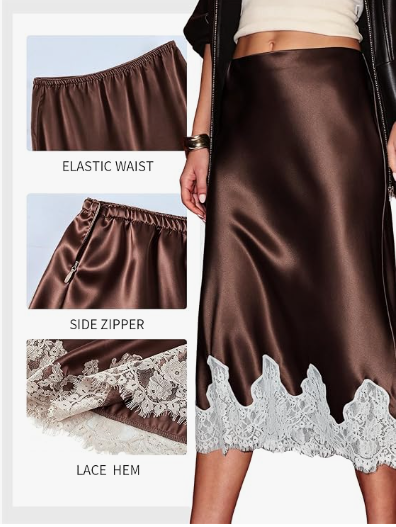 ELASTIC WAIST
SIDE ZIPPER
LACE HEM